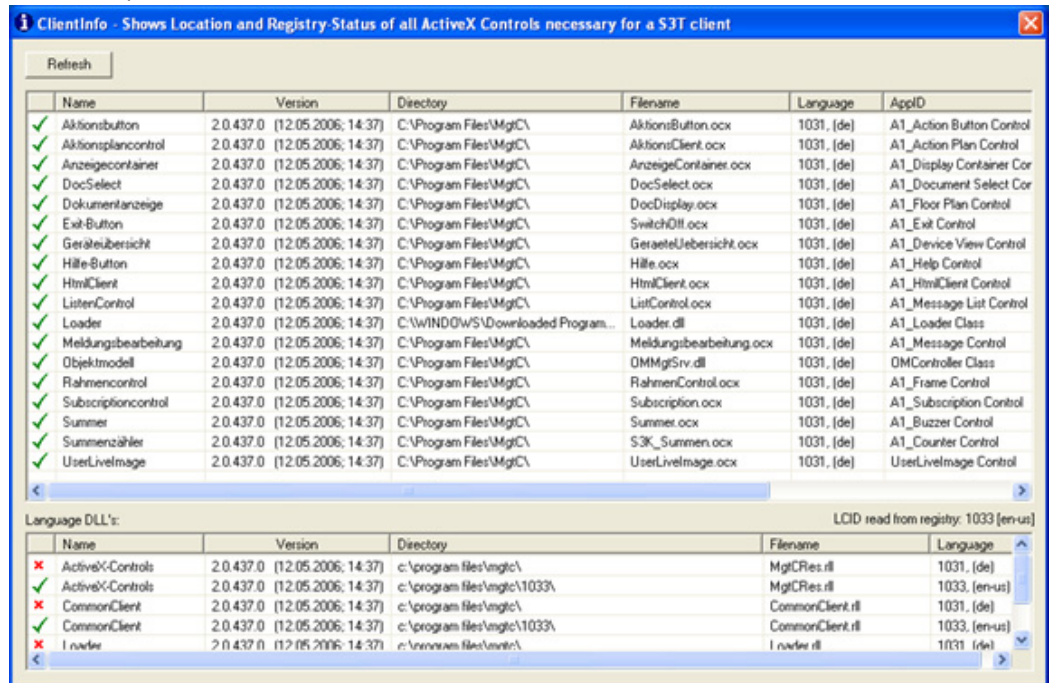 ClientInfo - Shows Location and Registry-Status of all ActiveX Controls necessary for a S3T client
Refresh
Name Version Directory Filename Language AppID
Aktionsbutton 2.0.437.0 (12.05.2006; 14:37) C:\Program Files\MgtC\ AktionsButton.ocx 1031, (de) A1_Action Button Control
Aktionsplancontrol 2.0.437.0 (12.05.2006; 14:37) C:\Program Files\MgtC\ AktionsClient.ocx 1031, (de) A1_Action Plan Control
Anzeigecontainer 2.0.437.0 (12.05.2006; 14:37) C:\Program Files\MgtC\ AnzeigeContainer.ocx 1031, (de) A1_Display Container Cor
DocSelect 2.0.437.0 (12.05.2006; 14:37) C:\Program Files\MgtC\ DocSelect.ocx 1031, (de) A1_Document Select Cor
Dokumentanzeige 2.0.437.0 (12.05.2006; 14:37) C:\Program Files\MgtC\ DocDisplay.ocx 1031, (de) A1_Floor Plan Control
Exit-Button 2.0.437.0 (12.05.2006; 14:37) C:\Program Files\MgtC\ SwitchOff.ocx 1031, (de) A1_Exit Control
Geräteübersicht 2.0.437.0 (12.05.2006; 14:37) C:\Program Files\MgtC\ GeraeteUebersicht.ocx 1031, (de) A1_Device View Control
Hilfe-Button 2.0.437.0 (12.05.2006; 14:37) C:\Program Files\MgtC\ Hilfe.ocx 1031, (de) A1_Help Control
HtmlClient 2.0.437.0 (12.05.2006; 14:37) C:\Program Files\MgtC\ HtmlClient.ocx 1031, (de) A1_HtmlClient Control
ListenControl 2.0.437.0 (12.05.2006; 14:37) C:\Program Files\MgtC\ ListControl.ocx 1031, (de) A1_Message List Control
Loader 2.0.437.0 (12.05.2006; 14:37) C:\WINDOWS\Downloaded Program... Loader.dll 1031, (de) A1_Loader Class
Meldungsbearbeitung 2.0.437.0 (12.05.2006; 14:37) C:\Program Files\MgtC\ Meldungsbearbeitung.ocx 1031, (de) A1_Message Control
Objektmodell 2.0.437.0 (12.05.2006; 14:37) C:\Program Files\MgtC\ OMMgtSrv.dll 1031, (de) OMController Class
Rahmencontrol 2.0.437.0 (12.05.2006; 14:37) C:\Program Files\MgtC\ RahmenControl.ocx 1031, (de) A1_Frame Control
Subscriptioncontrol 2.0.437.0 (12.05.2006; 14:37) C:\Program Files\MgtC\ Subscription.ocx 1031, (de) A1_Subscription Control
Summer 2.0.437.0 (12.05.2006; 14:37) C:\Program Files\MgtC\ Summer.ocx 1031, (de) A1_Buzzer Control
Summenzähler 2.0.437.0 (12.05.2006; 14:37) C:\Program Files\MgtC\ S3K_Summen.ocx 1031, (de) A1_Counter Control
UserLiveImage 2.0.437.0 (12.05.2006; 14:37) C:\Program Files\MgtC\ UserLiveImage.ocx 1031, (de) UserLiveImage Control
Language DLL's: LCID read from registry: 1033 [en-us]
Name Version Directory Filename Language
ActiveX-Controls 2.0.437.0 (12.05.2006; 14:37) c:\program files\mgtc\ MgtCRes.rll 1031, (de)
ActiveX-Controls 2.0.437.0 (12.05.2006; 14:37) c:\program files\mgtc\1033\ MgtCRes.rll 1033, (en-us)
CommonClient 2.0.437.0 (12.05.2006; 14:37) c:\program files\mgtc\ CommonClient.rll 1031, (de)
CommonClient 2.0.437.0 (12.05.2006; 14:37) c:\program files\mgtc\1033\ CommonClient.rll 1033, (en-us)
Loader 2.0.437.0 (12.05.2006; 14:37) c:\program files\mgtc\ Loader.rll 1031, (de)